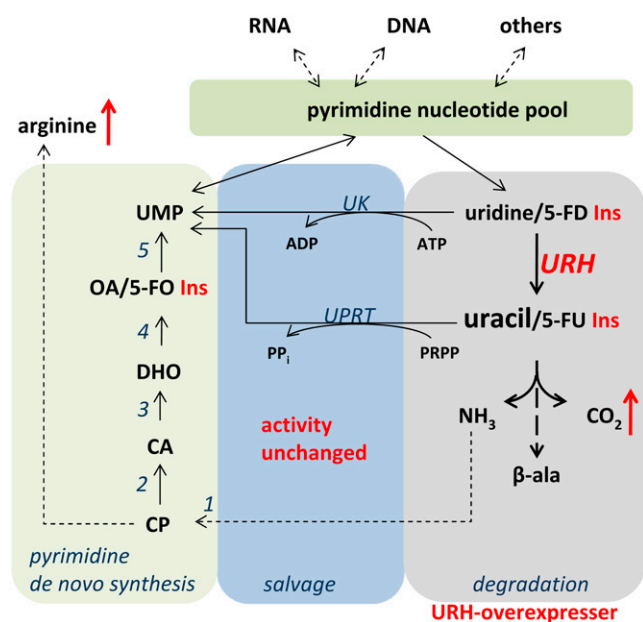 RNA DNA others
pyrimidine nucleotide pool
arginine
UMP UK uridine/5-FD Ins
ADP ATP
5 URH
OA/5-FO Ins
UPRT uracil/5-FU Ins
4
PPi PRPP
DHO
3 activity NH3 CO2
unchanged
CA
β-ala
2
1
CP
pyrimidine
de novo synthesis salvage degradation
URH-overexpresser